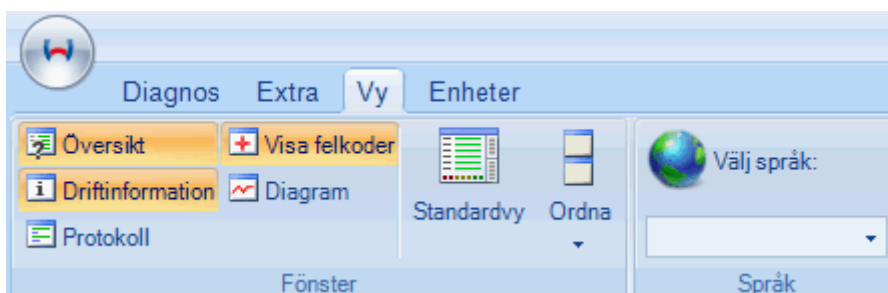 Diagnos Extra Vy Enheter
Översikt Visa felkoder
Driftinformation Diagram
Protokoll
Standardvy Ordna
Fönster
Välj språk:
Språk